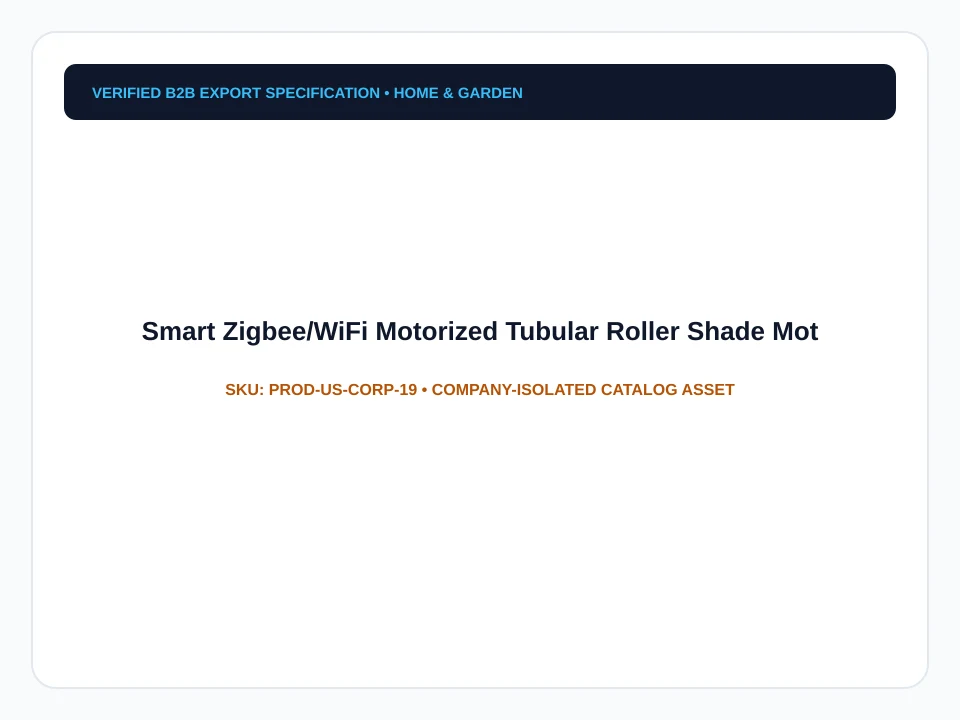 VERIFIED B2B EXPORT SPECIFICATION • HOME & GARDEN
Smart Zigbee/WiFi Motorized Tubular Roller Shade Mot
SKU: PROD-US-CORP-19 • COMPANY-ISOLATED CATALOG ASSET